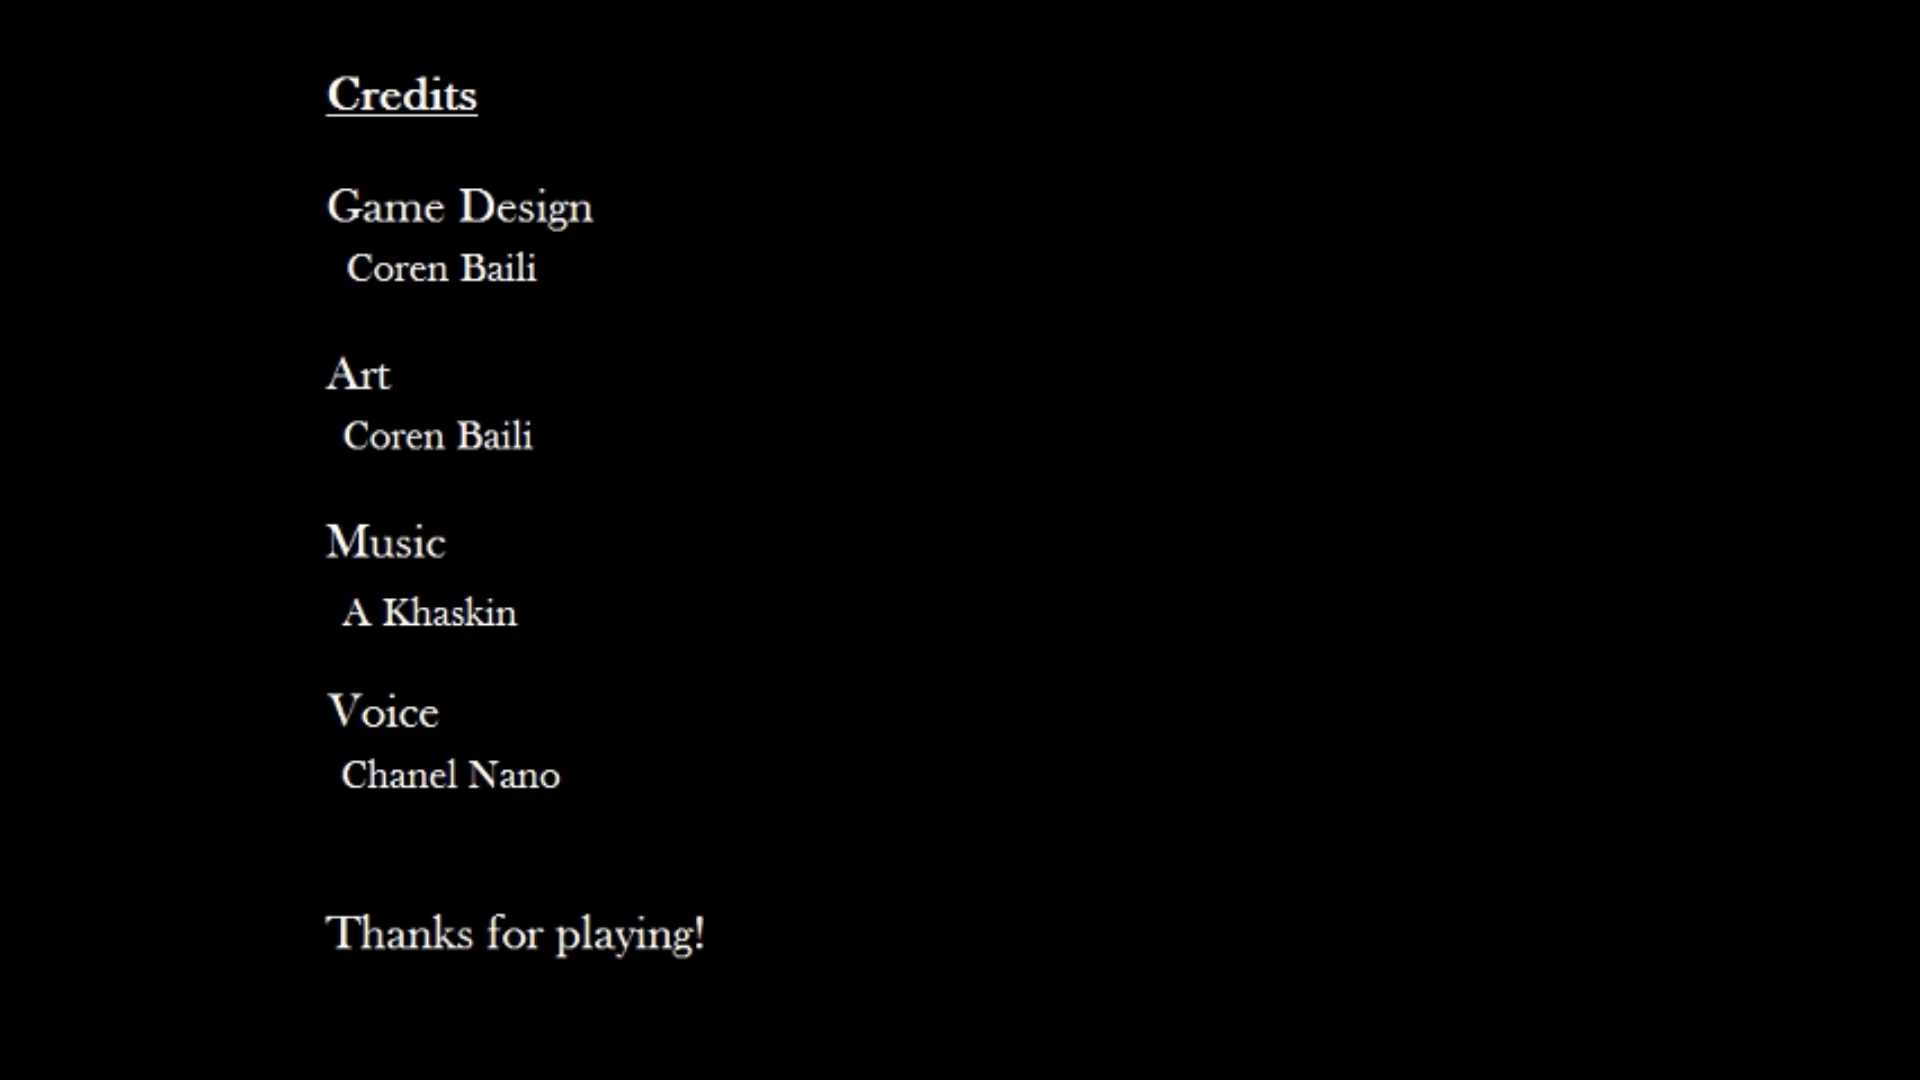 Credits
Game Design
Coren Baili
Art
Coren Baili
Music
A Khaskin
Voice
Chanel Nano
Thanks for playing!